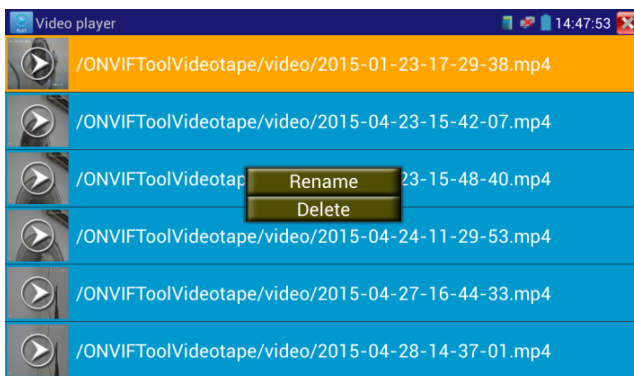 Video player
14:47:53
/ONVIFToolVideotape/video/2015-01-23-17-29-38.mp4
/ONVIFToolVideotape/video/2015-04-23-15-42-07.mp4
/ONVIFToolVideotap
Rename
23-15-48-40.mp4
Delete
/ONVIFToolVideotape/video/2015-04-24-11-29-53.mp4
/ONVIFToolVideotape/video/2015-04-27-16-44-33.mp4
/ONVIFToolVideotape/video/2015-04-28-14-37-01.mp4